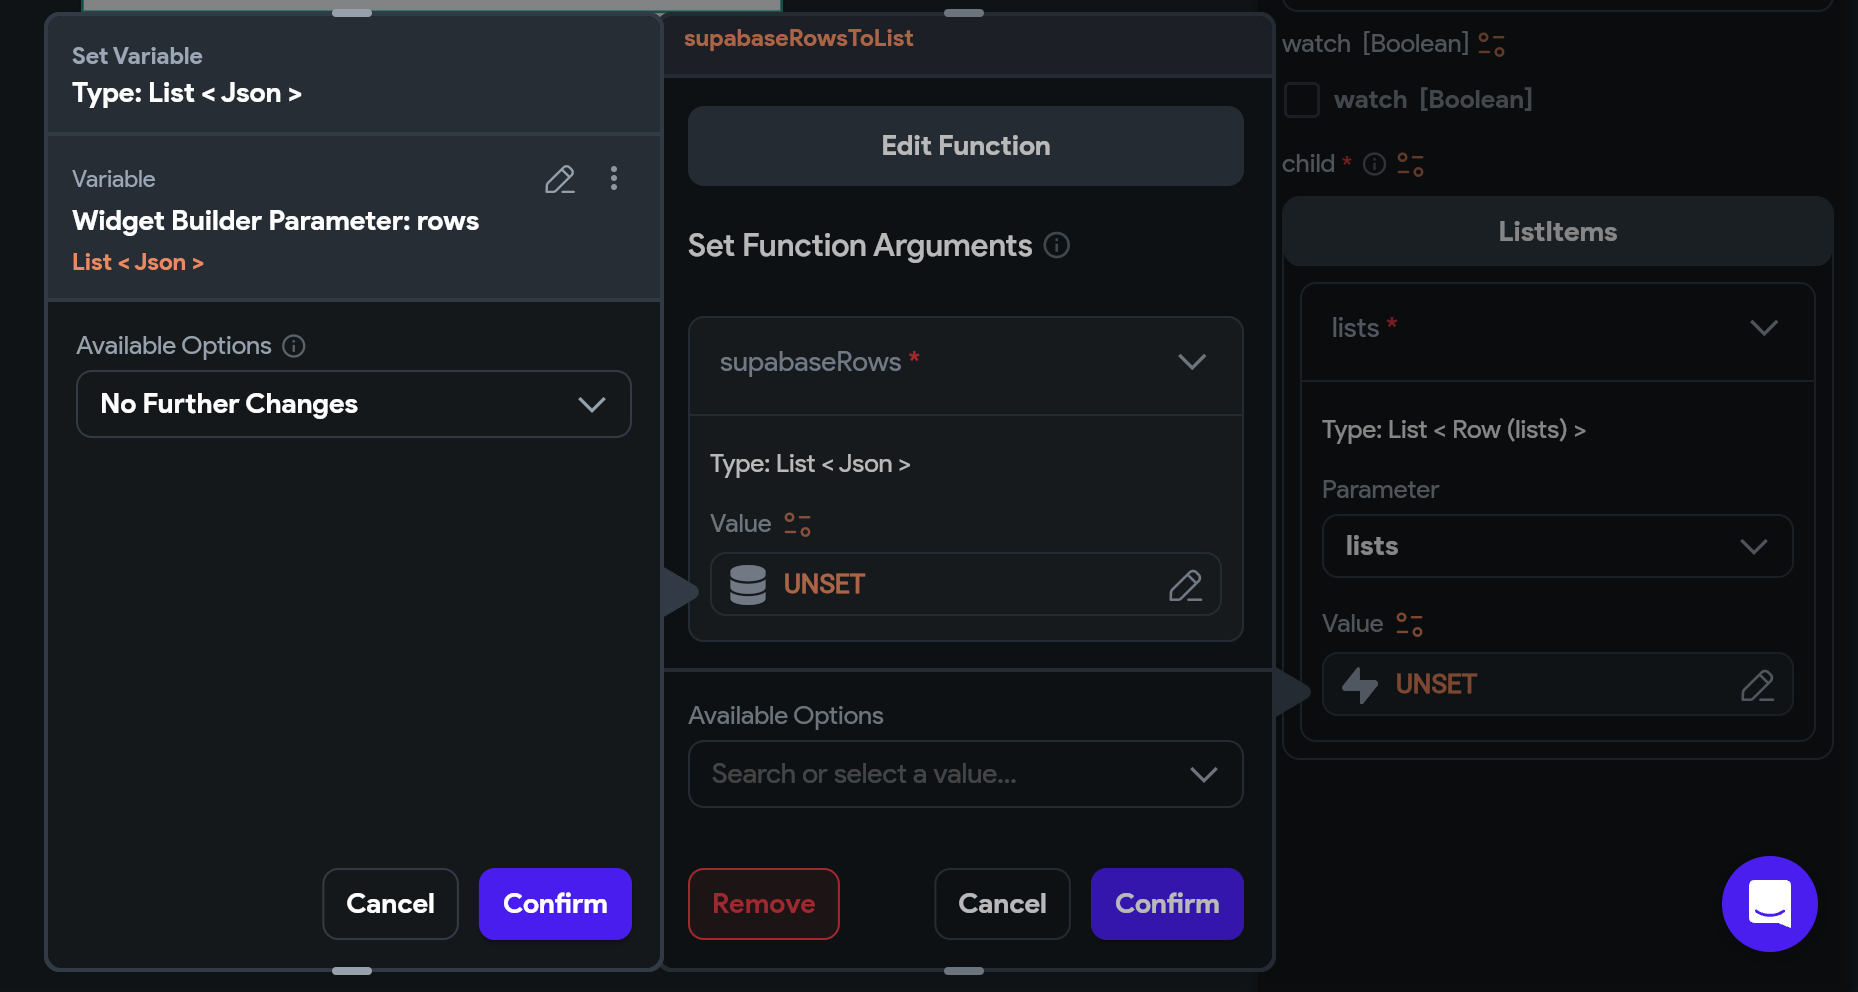 Set Variable
Type: List < Json >
Variable
Widget Builder Parameter: rows
List < Json >
Available Options
No Further Changes
Cancel
Confirm
supabaseRowsToList
Edit Function
Set Function Arguments
supabaseRows *
Type: List < Json >
Value
UNSET
Available Options
Search or select a value...
Remove
Cancel
Confirm
watch [Boolean]
watch [Boolean]
child *
ListItems
lists *
Type: List < Row (lists) >
Parameter
lists
Value
UNSET